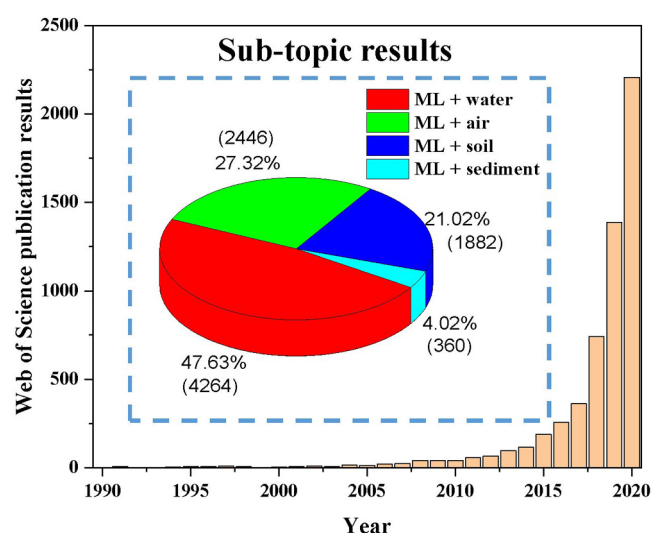 Sub-topic results
ML + water
ML + air
ML + soil
ML + sediment
(2446)
27.32%
21.02%
(1882)
4.02%
(360)
47.63%
(4264)
Web of Science publication results
2500
2000
1500
1000
500
0
1990 1995 2000 2005 2010 2015 2020
Year